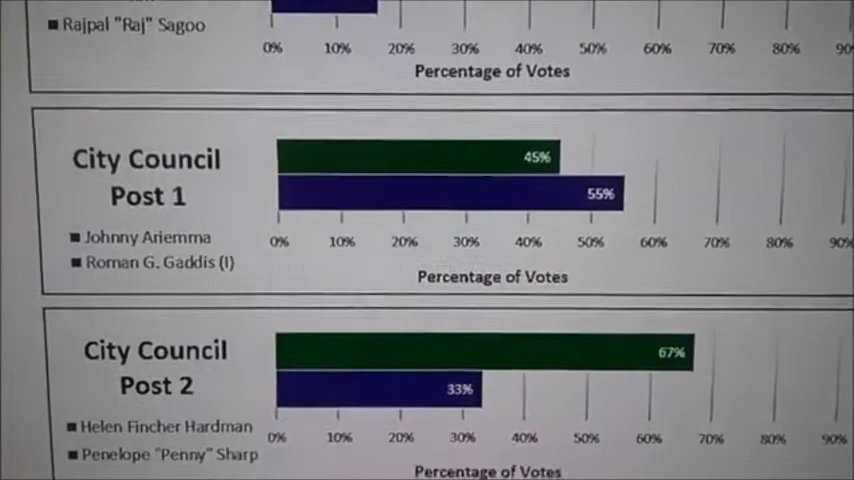 Rajpal "Raj" Sagoo
0% 10% 20% 30% 40% 50% 60% 70% 80%
Percentage of Votes
City Council
Post 1
45%
55%
Johnny Ariemma
Roman G. Gaddis (I)
0% 10% 20% 30% 40% 50% 60% 70% 80% 90%
Percentage of Votes
City Council
Post 2
67%
33%
Helen Fincher Hardman
Penelope "Penny" Sharp
0% 10% 20% 30% 40% 50% 60% 70% 80% 90%
Percentage of Votes